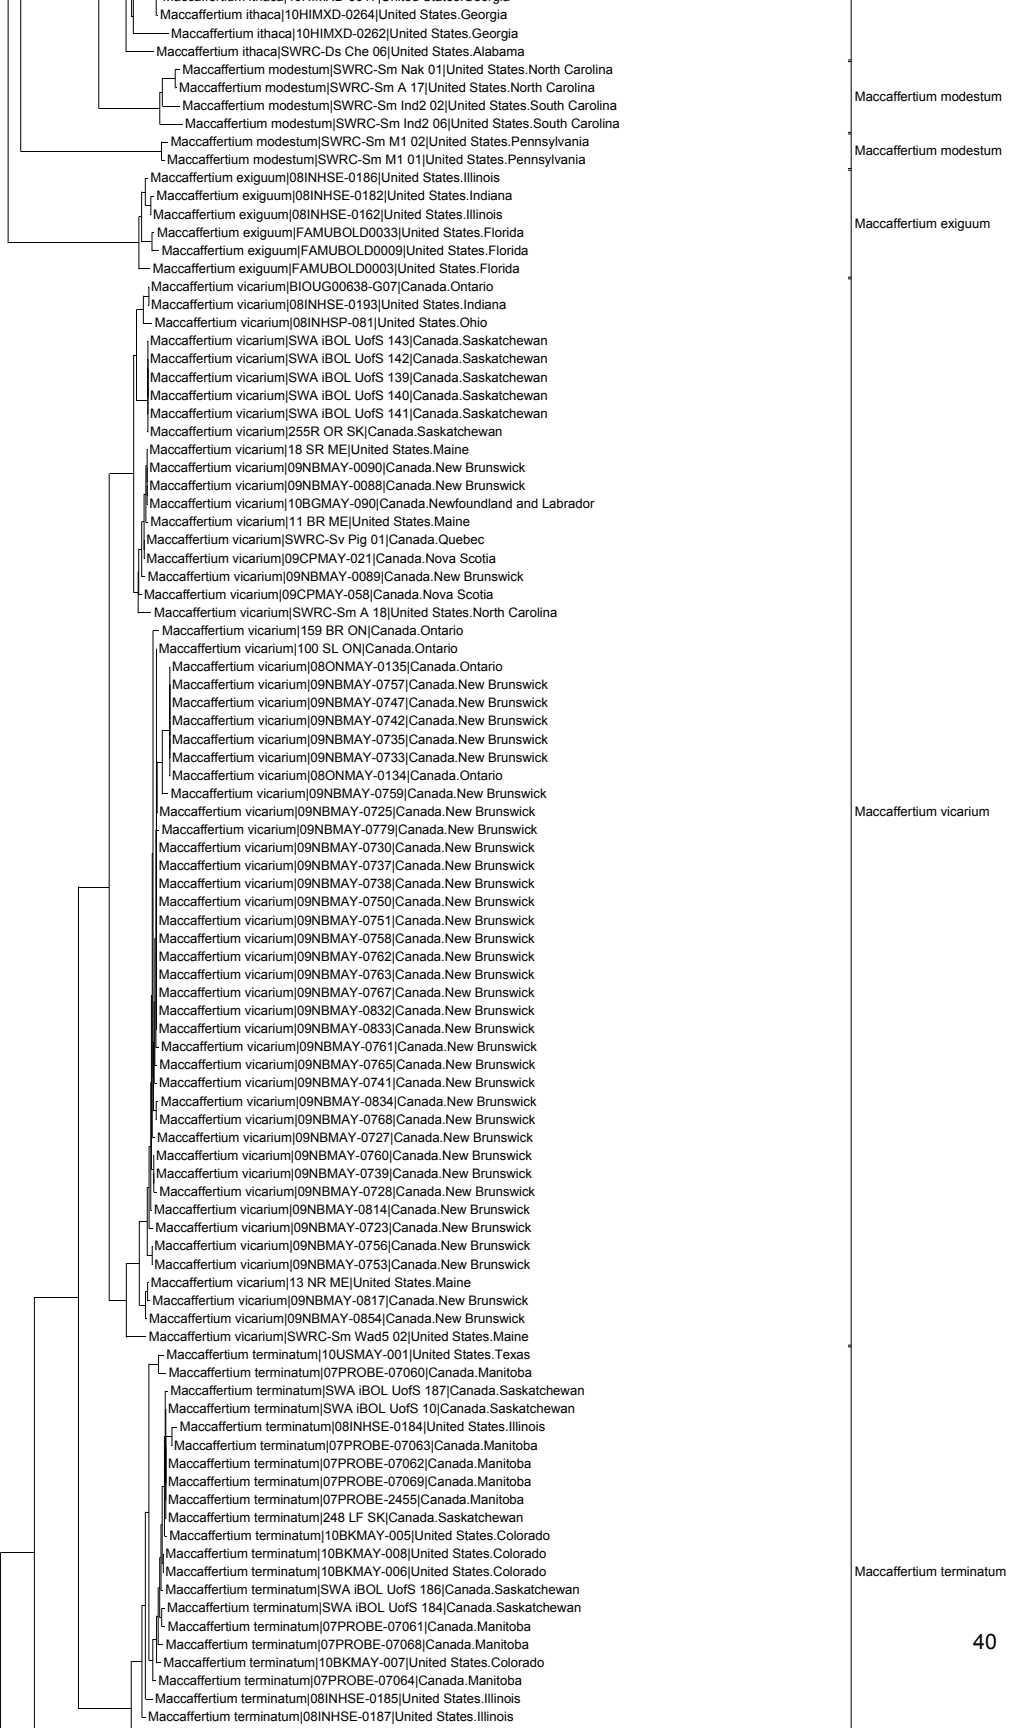 Maccaffertium ithaca|10HIMXD-0264|United States.Georgia
Maccaffertium ithaca|10HIMXD-0262|United States.Georgia
Maccaffertium ithaca|SWRC-Ds Che 06|United States.Alabama
Maccaffertium modestum|SWRC-Sm Nak 01|United States.North Carolina
Maccaffertium modestum|SWRC-Sm A 17|United States.North Carolina
Maccaffertium modestum
Maccaffertium modestum|SWRC-Sm Ind2 02|United States.South Carolina
Maccaffertium modestum|SWRC-Sm Ind2 06|United States.South Carolina
Maccaffertium modestum|SWRC-Sm M1 02|United States.Pennsylvania
Maccaffertium modestum
Maccaffertium modestum|SWRC-Sm M1 01|United States.Pennsylvania
Maccaffertium exiguum|08INHSE-0186|United States.Illinois
Maccaffertium exiguum|08INHSE-0182|United States.Indiana
Maccaffertium exiguum|08INHSE-0162|United States.Illinois
Maccaffertium exiguum
Maccaffertium exiguum|FAMUBOLD0033|United States.Florida
Maccaffertium exiguum|FAMUBOLD0009|United States.Florida
Maccaffertium exiguum|FAMUBOLD0003|United States.Florida
Maccaffertium vicarium|BIOUG00638-G07|Canada.Ontario
Maccaffertium vicarium|08INHSE-0193|United States.Indiana
Maccaffertium vicarium|08INHSP-081|United States.Ohio
Maccaffertium vicarium|SWA iBOL UofS 143|Canada.Saskatchewan
Maccaffertium vicarium|SWA iBOL UofS 142|Canada.Saskatchewan
Maccaffertium vicarium|SWA iBOL UofS 139|Canada.Saskatchewan
Maccaffertium vicarium|SWA iBOL UofS 140|Canada.Saskatchewan
Maccaffertium vicarium|SWA iBOL UofS 141|Canada.Saskatchewan
Maccaffertium vicarium|255R OR SK|Canada.Saskatchewan
Maccaffertium vicarium|18 SR ME|United States.Maine
Maccaffertium vicarium|09NBMAY-0090|Canada.New Brunswick
Maccaffertium vicarium|09NBMAY-0088|Canada.New Brunswick
Maccaffertium vicarium|10BGMAY-090|Canada.Newfoundland and Labrador
Maccaffertium vicarium|11 BR ME|United States.Maine
Maccaffertium vicarium|SWRC-Sv Pig 01|Canada.Quebec
Maccaffertium vicarium|09CPMAY-021|Canada.Nova Scotia
Maccaffertium vicarium|09NBMAY-0089|Canada.New Brunswick
Maccaffertium vicarium|09CPMAY-058|Canada.Nova Scotia
Maccaffertium vicarium|SWRC-Sm A 18|United States.North Carolina
Maccaffertium vicarium|159 BR ON|Canada.Ontario
Maccaffertium vicarium|100 SL ON|Canada.Ontario
Maccaffertium vicarium|08ONMAY-0135|Canada.Ontario
Maccaffertium vicarium|09NBMAY-0757|Canada.New Brunswick
Maccaffertium vicarium|09NBMAY-0747|Canada.New Brunswick
Maccaffertium vicarium|09NBMAY-0742|Canada.New Brunswick
Maccaffertium vicarium|09NBMAY-0735|Canada.New Brunswick
Maccaffertium vicarium|09NBMAY-0733|Canada.New Brunswick
Maccaffertium vicarium|08ONMAY-0134|Canada.Ontario
Maccaffertium vicarium|09NBMAY-0759|Canada.New Brunswick
Maccaffertium vicarium|09NBMAY-0725|Canada.New Brunswick
Maccaffertium vicarium
Maccaffertium vicarium|09NBMAY-0779|Canada.New Brunswick
Maccaffertium vicarium|09NBMAY-0730|Canada.New Brunswick
Maccaffertium vicarium|09NBMAY-0737|Canada.New Brunswick
Maccaffertium vicarium|09NBMAY-0738|Canada.New Brunswick
Maccaffertium vicarium|09NBMAY-0750|Canada.New Brunswick
Maccaffertium vicarium|09NBMAY-0751|Canada.New Brunswick
Maccaffertium vicarium|09NBMAY-0758|Canada.New Brunswick
Maccaffertium vicarium|09NBMAY-0762|Canada.New Brunswick
Maccaffertium vicarium|09NBMAY-0763|Canada.New Brunswick
Maccaffertium vicarium|09NBMAY-0767|Canada.New Brunswick
Maccaffertium vicarium|09NBMAY-0832|Canada.New Brunswick
Maccaffertium vicarium|09NBMAY-0833|Canada.New Brunswick
Maccaffertium vicarium|09NBMAY-0761|Canada.New Brunswick
Maccaffertium vicarium|09NBMAY-0765|Canada.New Brunswick
Maccaffertium vicarium|09NBMAY-0741|Canada.New Brunswick
Maccaffertium vicarium|09NBMAY-0834|Canada.New Brunswick
Maccaffertium vicarium|09NBMAY-0768|Canada.New Brunswick
Maccaffertium vicarium|09NBMAY-0727|Canada.New Brunswick
Maccaffertium vicarium|09NBMAY-0760|Canada.New Brunswick
Maccaffertium vicarium|09NBMAY-0739|Canada.New Brunswick
Maccaffertium vicarium|09NBMAY-0728|Canada.New Brunswick
Maccaffertium vicarium|09NBMAY-0814|Canada.New Brunswick
Maccaffertium vicarium|09NBMAY-0723|Canada.New Brunswick
Maccaffertium vicarium|09NBMAY-0756|Canada.New Brunswick
Maccaffertium vicarium|09NBMAY-0753|Canada.New Brunswick
Maccaffertium vicarium|13 NR ME|United States.Maine
Maccaffertium vicarium|09NBMAY-0817|Canada.New Brunswick
Maccaffertium vicarium|09NBMAY-0854|Canada.New Brunswick
Maccaffertium vicarium|SWRC-Sm Wad5 02|United States.Maine
Maccaffertium terminatum|10USMAY-001|United States.Texas
Maccaffertium terminatum|07PROBE-07060|Canada.Manitoba
Maccaffertium terminatum|SWA iBOL UofS 187|Canada.Saskatchewan
Maccaffertium terminatum|SWA iBOL UofS 10|Canada.Saskatchewan
Maccaffertium terminatum|08INHSE-0184|United States.Illinois
Maccaffertium terminatum|07PROBE-07063|Canada.Manitoba
Maccaffertium terminatum|07PROBE-07062|Canada.Manitoba
Maccaffertium terminatum|07PROBE-07069|Canada.Manitoba
Maccaffertium terminatum|07PROBE-2455|Canada.Manitoba
Maccaffertium terminatum|248 LF SK|Canada.Saskatchewan
Maccaffertium terminatum|10BKMAY-005|United States.Colorado
Maccaffertium terminatum|10BKMAY-008|United States.Colorado
Maccaffertium terminatum|10BKMAY-006|United States.Colorado
Maccaffertium terminatum
Maccaffertium terminatum|SWA iBOL UofS 186|Canada.Saskatchewan
Maccaffertium terminatum|SWA iBOL UofS 184|Canada.Saskatchewan
Maccaffertium terminatum|07PROBE-07061|Canada.Manitoba
Maccaffertium terminatum|07PROBE-07068|Canada.Manitoba
40
Maccaffertium terminatum|10BKMAY-007|United States.Colorado
Maccaffertium terminatum|07PROBE-07064|Canada.Manitoba
Maccaffertium terminatum|08INHSE-0185|United States.Illinois
Maccaffertium terminatum|08INHSE-0187|United States.Illinois